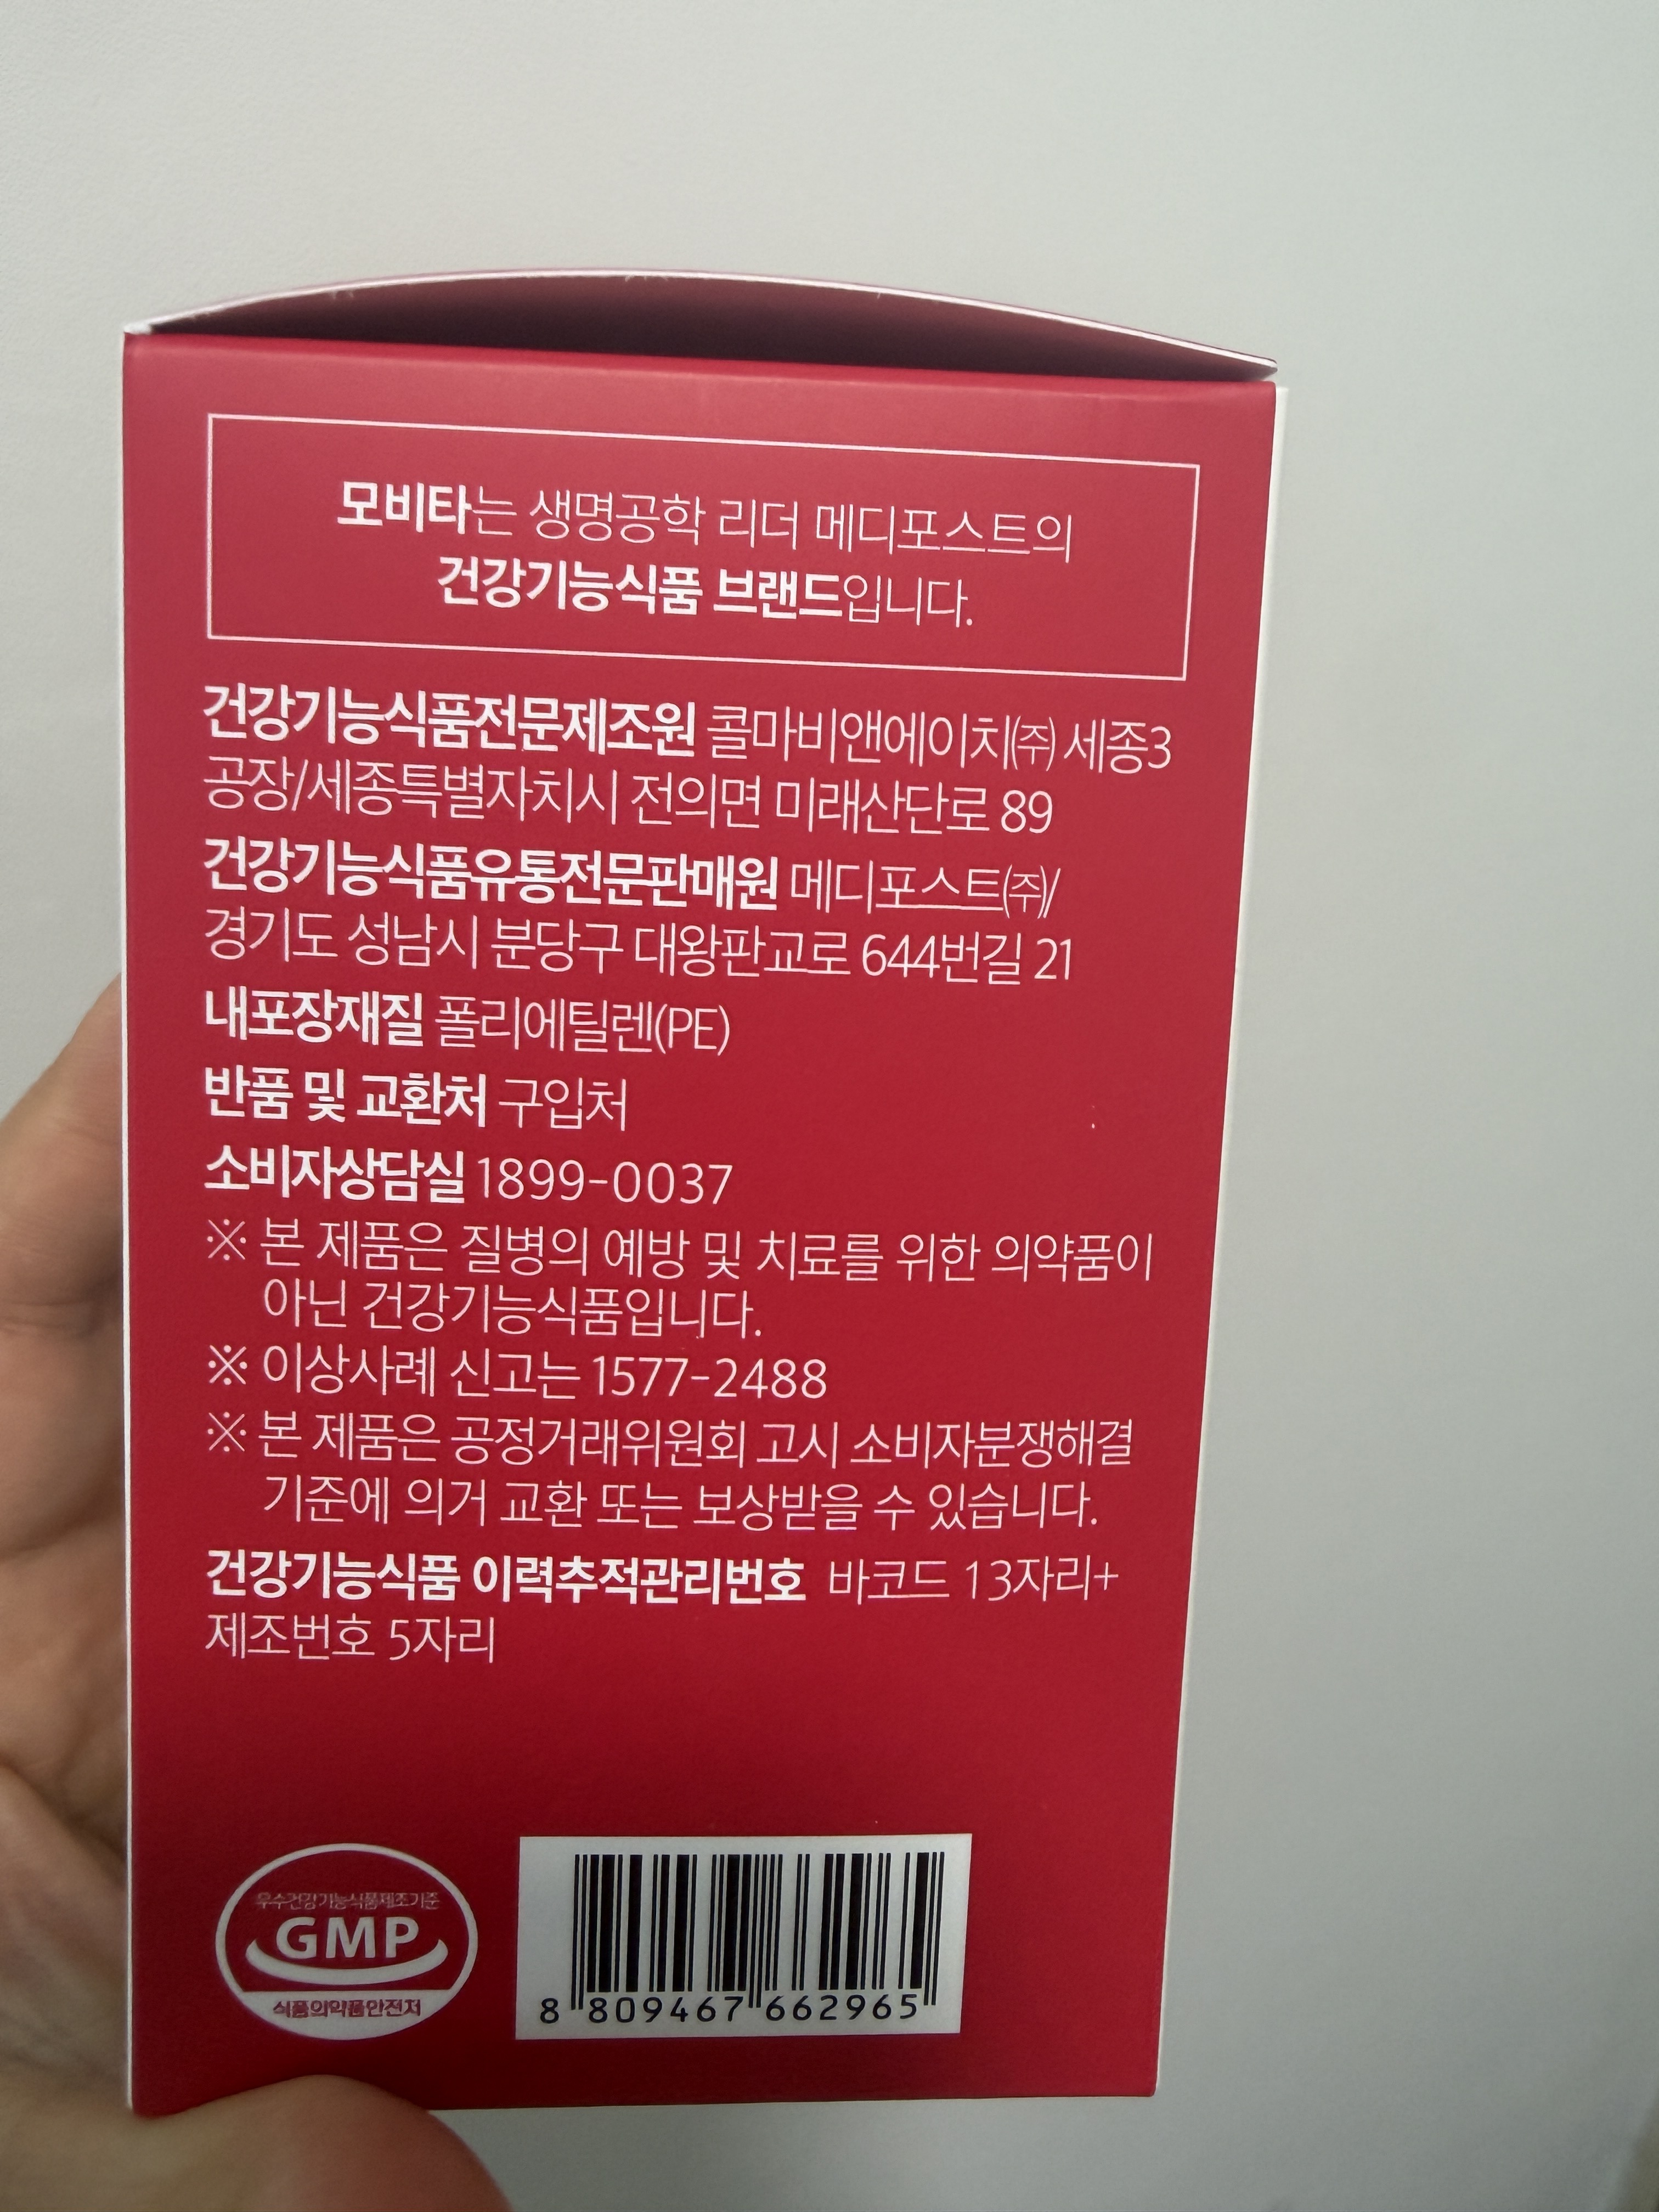 모비타는 생명공학 리더 메디포스트의
건강기능식품 브랜드입니다.
건강기능식품전문제조원 콜마비앤에이치㈜ 세종3
공장/세종특별자치시 전의면 미래산단로 89
건강기능식품유통전문판매원 메디포스트㈜/
경기도 성남시 분당구 대왕판교로 644번길 21
내포장재질 폴리에틸렌(PE)
반품 및 교환처 구입처
소비자상담실 1899-0037
※ 본 제품은 질병의 예방 및 치료를 위한 의약품이
아닌 건강기능식품입니다.
※ 이상사례 신고는 1577-2488
※ 본 제품은 공정거래위원회 고시 소비자분쟁해결
기준에 의거 교환 또는 보상받을 수 있습니다.
건강기능식품 이력추적관리번호 바코드 13자리+
제조번호 5자리
우수건강기능식품제조기준
GMP
식품의약품안전처
8 809467 662965